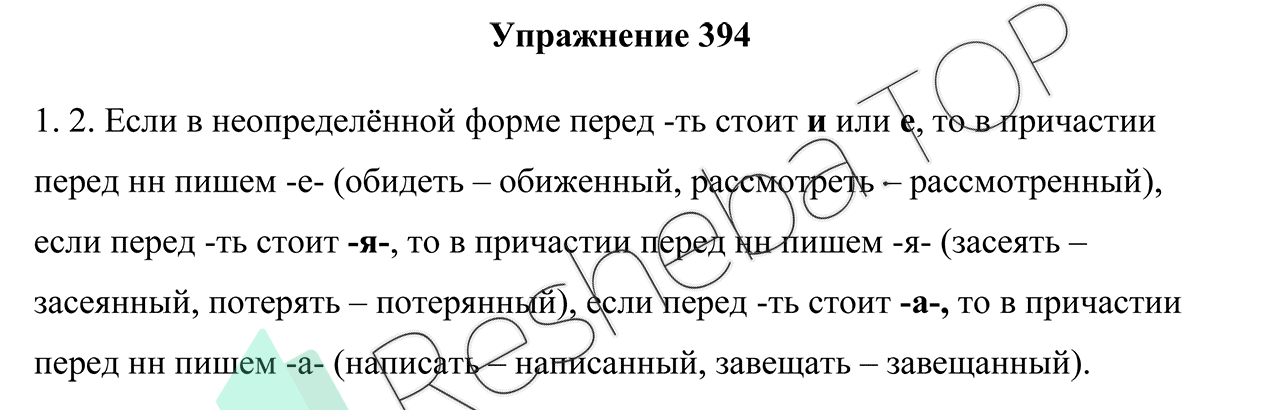 Упражнение 394
1. 2. Если в неопределённой форме перед -ть стоит и или е, то в причастии
перед нн пишем -е- (обидеть – обиженный, рассмотреть – рассмотренный),
если перед -ть стоит -я-, то в причастии перед нн пишем -я- (засеять –
засеянный, потерять – потерянный), если перед -ть стоит -а-, то в причастии
перед нн пишем -а- (написать – написанный, завещать – завещанный).
Resheba TOP